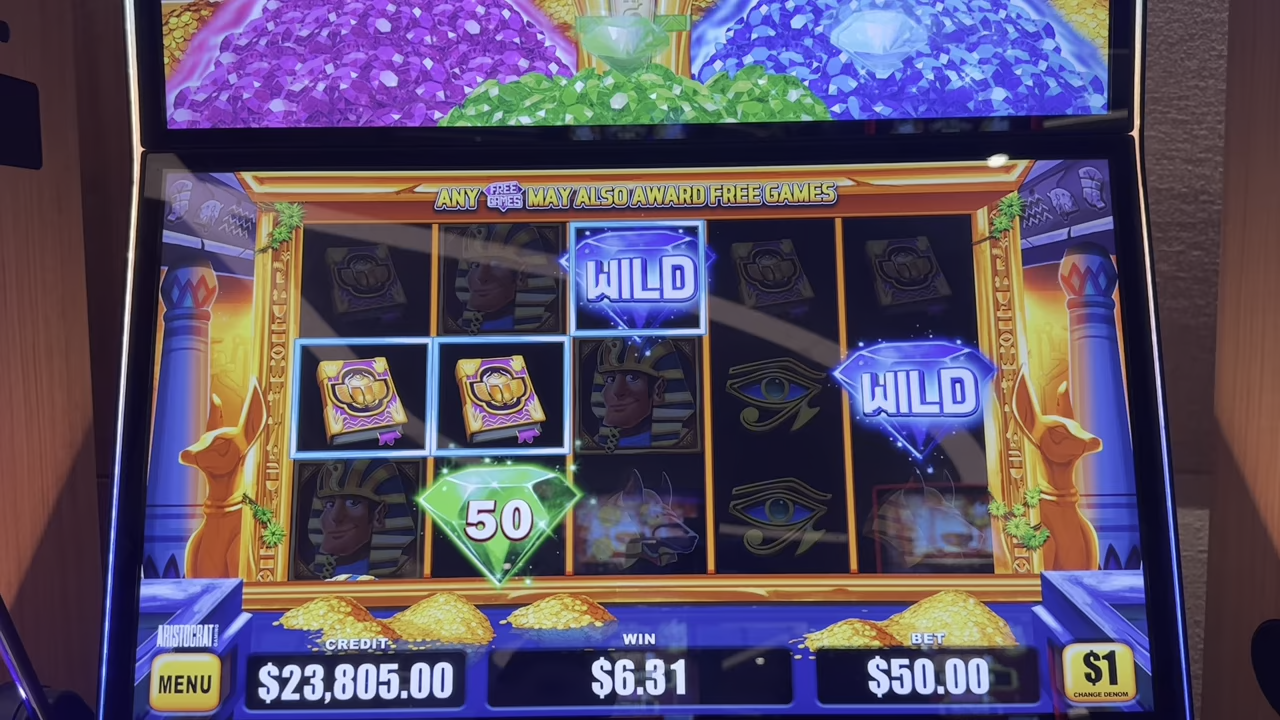 ANY FREE GAMES MAY ALSO AWARD FREE GAMES
WILD
WILD
50
ARISTOCRAT GAMING
CREDIT
WIN
BET
MENU
$23,805.00
$6.31
$50.00
$1
CHANGE DENOM